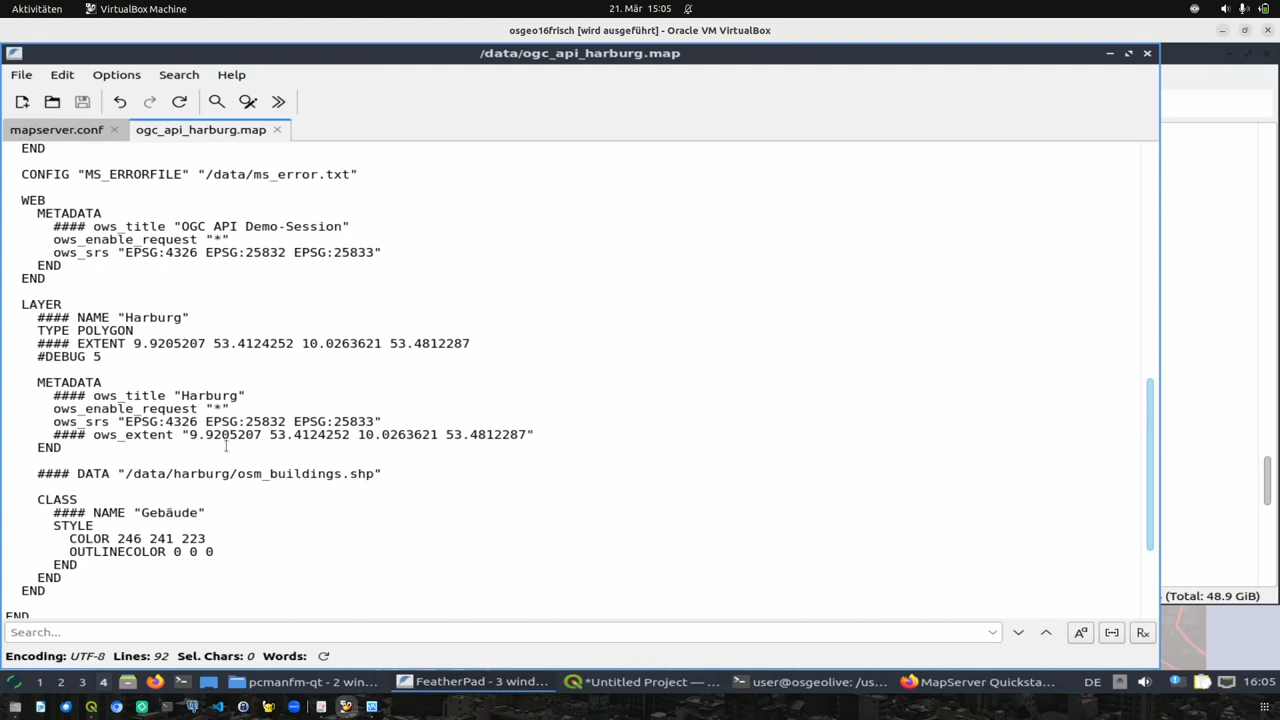 Aktivitäten VirtualBox Machine 21. Mär 15:05
osgeo16frisch [wird ausgeführt] - Oracle VM VirtualBox
/data/ogc_api_harburg.map
File Edit Options Search Help
mapserver.conf ogc_api_harburg.map
END
CONFIG "MS_ERRORFILE" "/data/ms_error.txt"
WEB
METADATA
#### ows_title "OGC API Demo-Session"
ows_enable_request "*"
ows_srs "EPSG:4326 EPSG:25832 EPSG:25833"
END
END
LAYER
#### NAME "Harburg"
TYPE POLYGON
#### EXTENT 9.9205207 53.4124252 10.0263621 53.4812287
#DEBUG 5
METADATA
#### ows_title "Harburg"
ows_enable_request "*"
ows_srs "EPSG:4326 EPSG:25832 EPSG:25833"
#### ows_extent "9.9205207 53.4124252 10.0263621 53.4812287"
END
#### DATA "/data/harburg/osm_buildings.shp"
CLASS
#### NAME "Gebäude"
STYLE
COLOR 246 241 223
OUTLINECOLOR 0 0 0
END
END
END
END
(Total: 48.9 GiB)
Search...
Encoding: UTF-8 Lines: 92 Sel. Chars: 0 Words:
1 2 3 4 pcmanfm-qt - 2 win... FeatherPad - 3 wind... *Untitled Project —... user@osgeolive: /us... MapServer Quicksta... DE 16:05